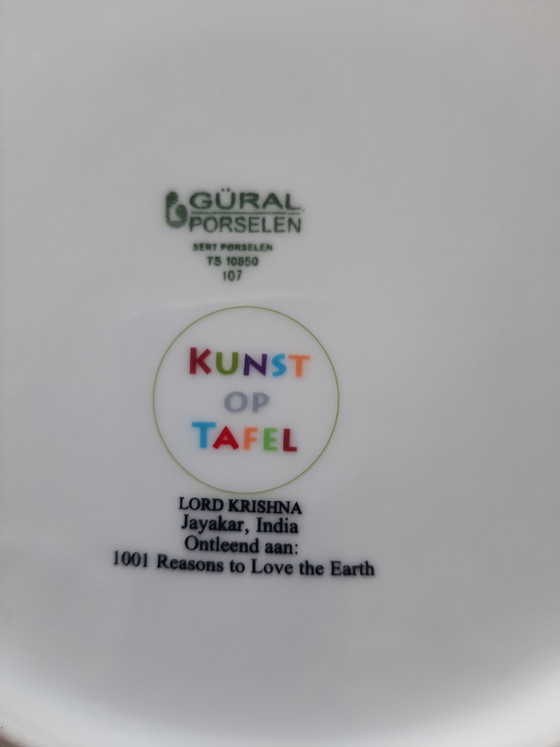 GÜRAL
PORSELEN
SERT PORSELEN
TS 10850
107
KUNST
OP
TAFEL
LORD KRISHNA
Jayakar, India
Ontleend aan:
1001 Reasons to Love the Earth